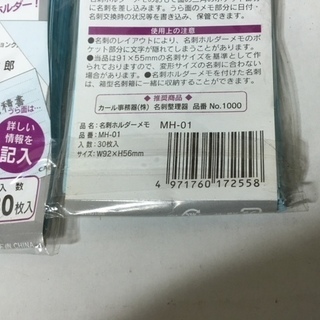 ホルダー!
郎
詳しい
情報を
記入
入 数
0枚入
に名刺を差し込みます。うら面の
名刺交換時の状況等を書き込み、保管できます。
使用上の注意
●名刺のレイアウトにより、名刺ホルダーメモの
ポケット部分に文字が隠れてしまうことがあります。
●当品は91×55mmの名刺サイズを基準として作
られておりますので、変形サイズの名刺に合わな
い場合があります。●名刺ホルダーメモを付けた名刺
は、箱型名刺箱に一緒に収納することができます。
◆推奨商品◆
カール事務器(株) 名刺整理器 品番 No.1000
品 名: 名刺ホルダーメモ MH-01
品 番: MH-01
入 数: 30枚入
サイズ: W92×H56mm
4 971760 172558